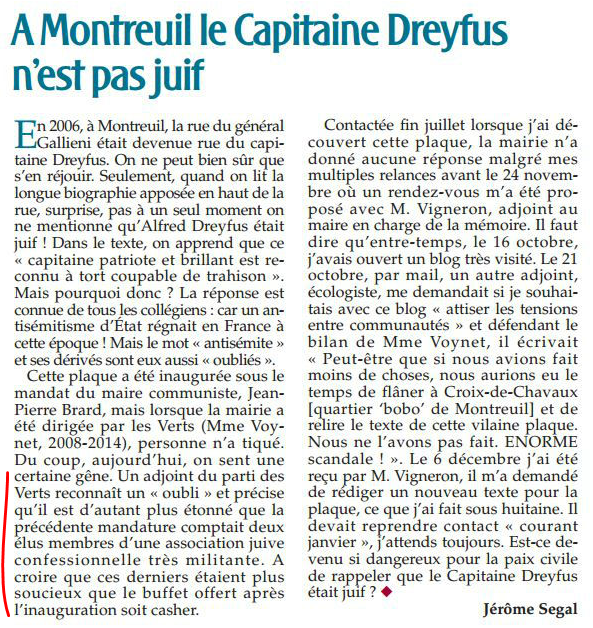 A Montreuil le Capitaine Dreyfus
n'est pas juif
En 2006, à Montreuil, la rue du général
Gallieni était devenue rue du capi-
taine Dreyfus. On ne peut bien sûr que
s'en réjouir. Seulement, quand on lit la
longue biographie apposée en haut de la
rue, surprise, pas à un seul moment on
ne mentionne qu'Alfred Dreyfus était
juif ! Dans le texte, on apprend que ce
« capitaine patriote et brillant est re-
connu à tort coupable de trahison ».
Mais pourquoi donc ? La réponse est
connue de tous les collégiens : car un an-
tisémitisme d'État régnait en France à
cette époque ! Mais le mot « antisémite »
et ses dérivés sont eux aussi « oubliés ».
Cette plaque a été inaugurée sous le
mandat du maire communiste, Jean-
Pierre Brard, mais lorsque la mairie a
été dirigée par les Verts (Mme Voy-
net, 2008-2014), personne n'a tiqué.
Du coup, aujourd'hui, on sent une
certaine gêne. Un adjoint du parti des
Verts reconnaît un « oubli » et précise
qu'il est d'autant plus étonné que la
précédente mandature comptait deux
élus membres d'une association juive
confessionnelle très militante. A
croire que ces derniers étaient plus
soucieux que le buffet offert après
l'inauguration soit casher.
Contactée fin juillet lorsque j'ai dé-
couvert cette plaque, la mairie n'a
donné aucune réponse malgré mes
multiples relances avant le 24 novem-
bre où un rendez-vous m'a été pro-
posé avec M. Vigneron, adjoint au
maire en charge de la mémoire. Il faut
dire qu'entre-temps, le 16 octobre,
j'avais ouvert un blog très visité. Le 21
octobre, par mail, un autre adjoint,
écologiste, me demandait si je souhai-
tais avec ce blog « attiser les tensions
entre communautés » et défendant le
bilan de Mme Voynet, il écrivait
« Peut-être que si nous avions fait
moins de choses, nous aurions eu le
temps de flâner à Croix-de-Chavaux
[quartier 'bobo' de Montreuil] et de
relire le texte de cette vilaine plaque.
Nous ne l'avons pas fait. ENORME
scandale ! ». Le 6 décembre j'ai été
reçu par M. Vigneron, il m'a demandé
de rédiger un nouveau texte pour la
plaque, ce que j'ai fait sous huitaine. Il
devait reprendre contact « courant
janvier », j'attends toujours. Est-ce de-
venu si dangereux pour la paix civile
de rappeler que le Capitaine Dreyfus
était juif ? ◆
Jérôme Segal